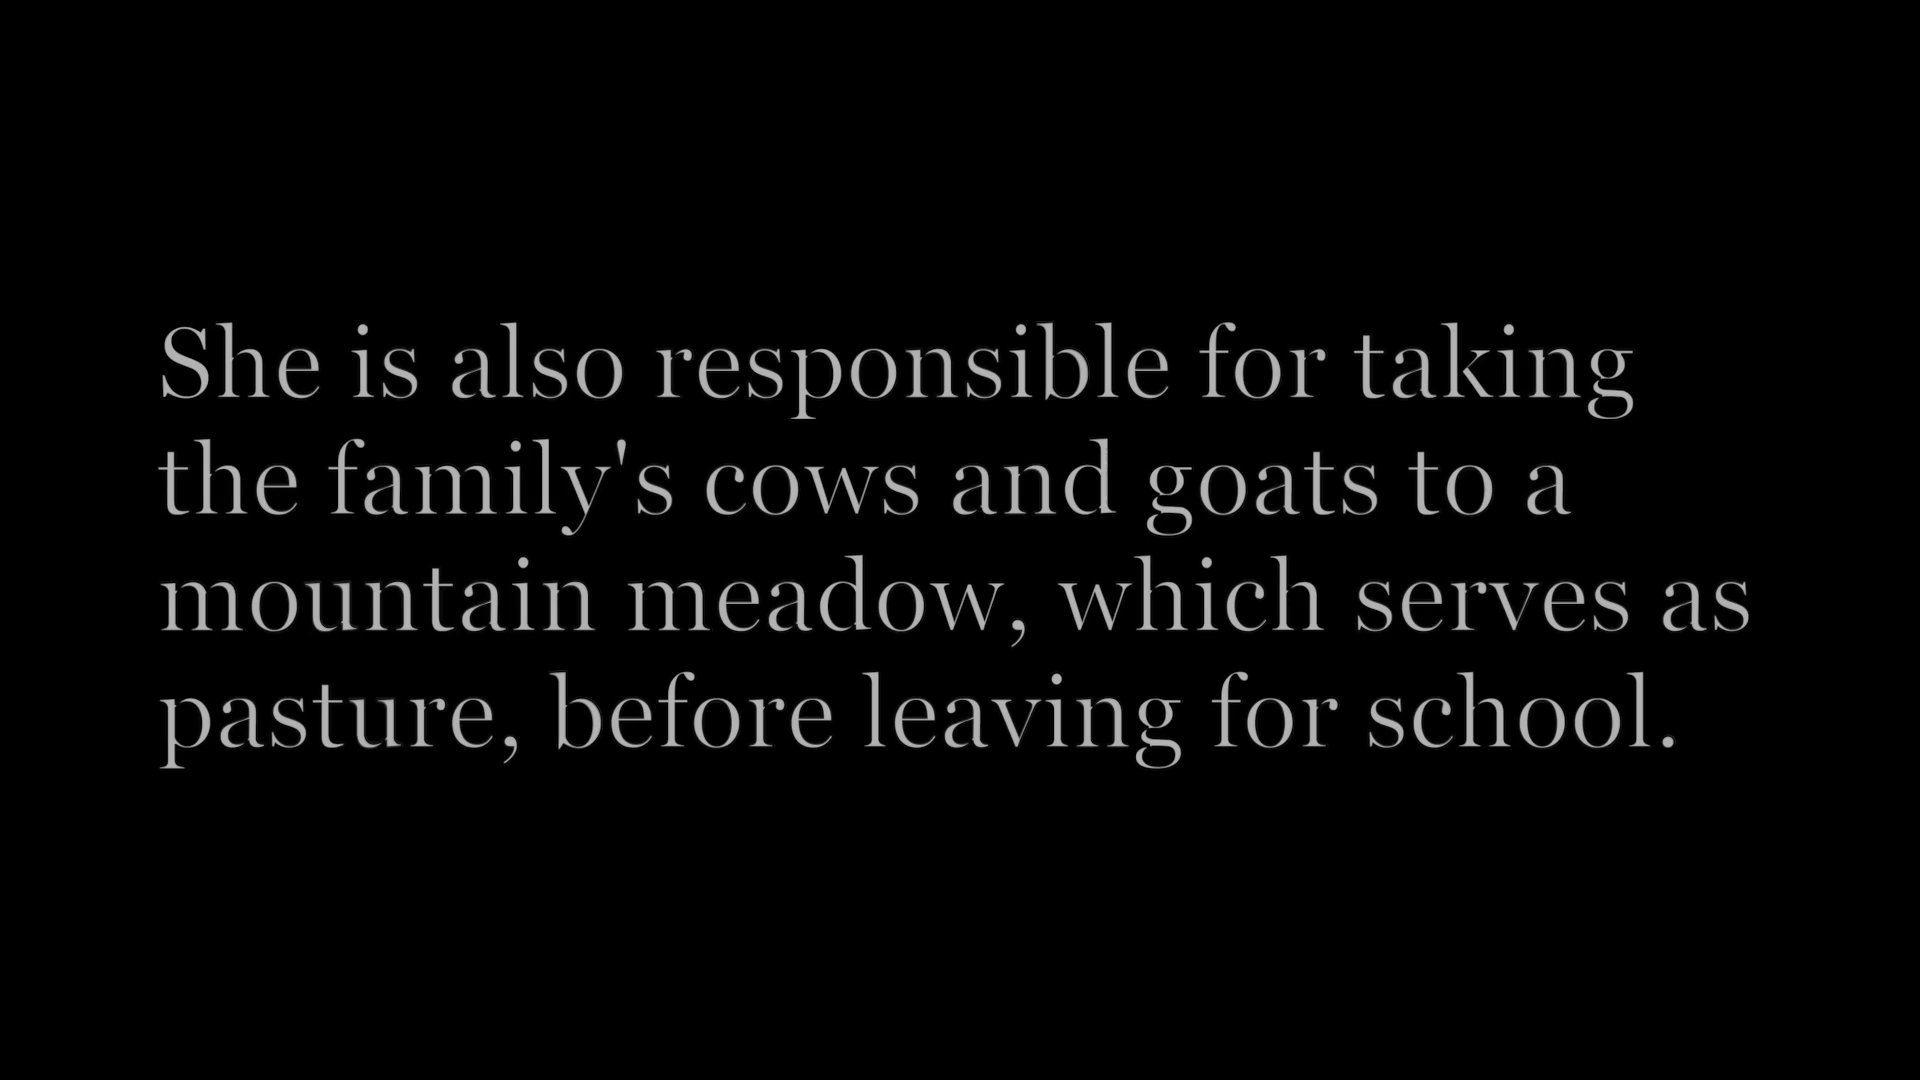 She is also responsible for taking
the family's cows and goats to a
mountain meadow, which serves as
pasture, before leaving for school.